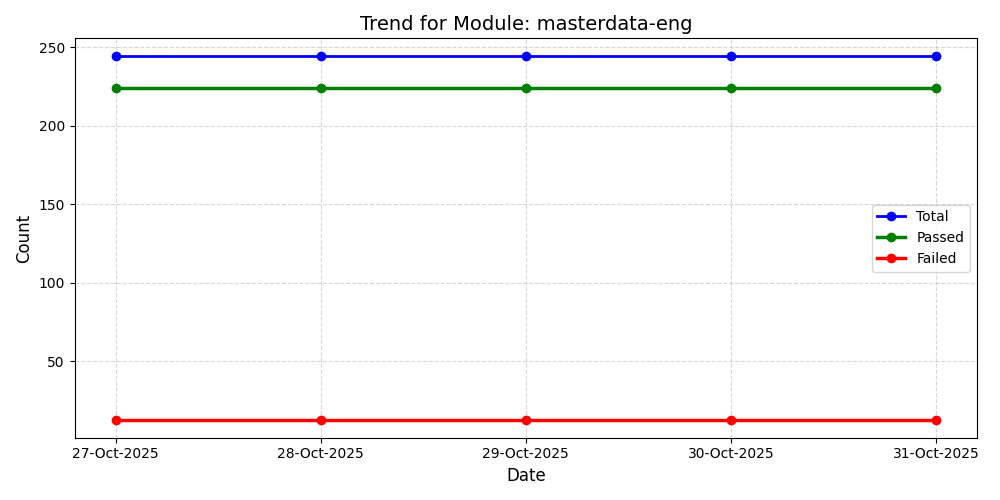 Trend for Module: masterdata-eng
250
200
150
100
50
Count
Total
Passed
Failed
27-Oct-2025
28-Oct-2025
29-Oct-2025
30-Oct-2025
31-Oct-2025
Date